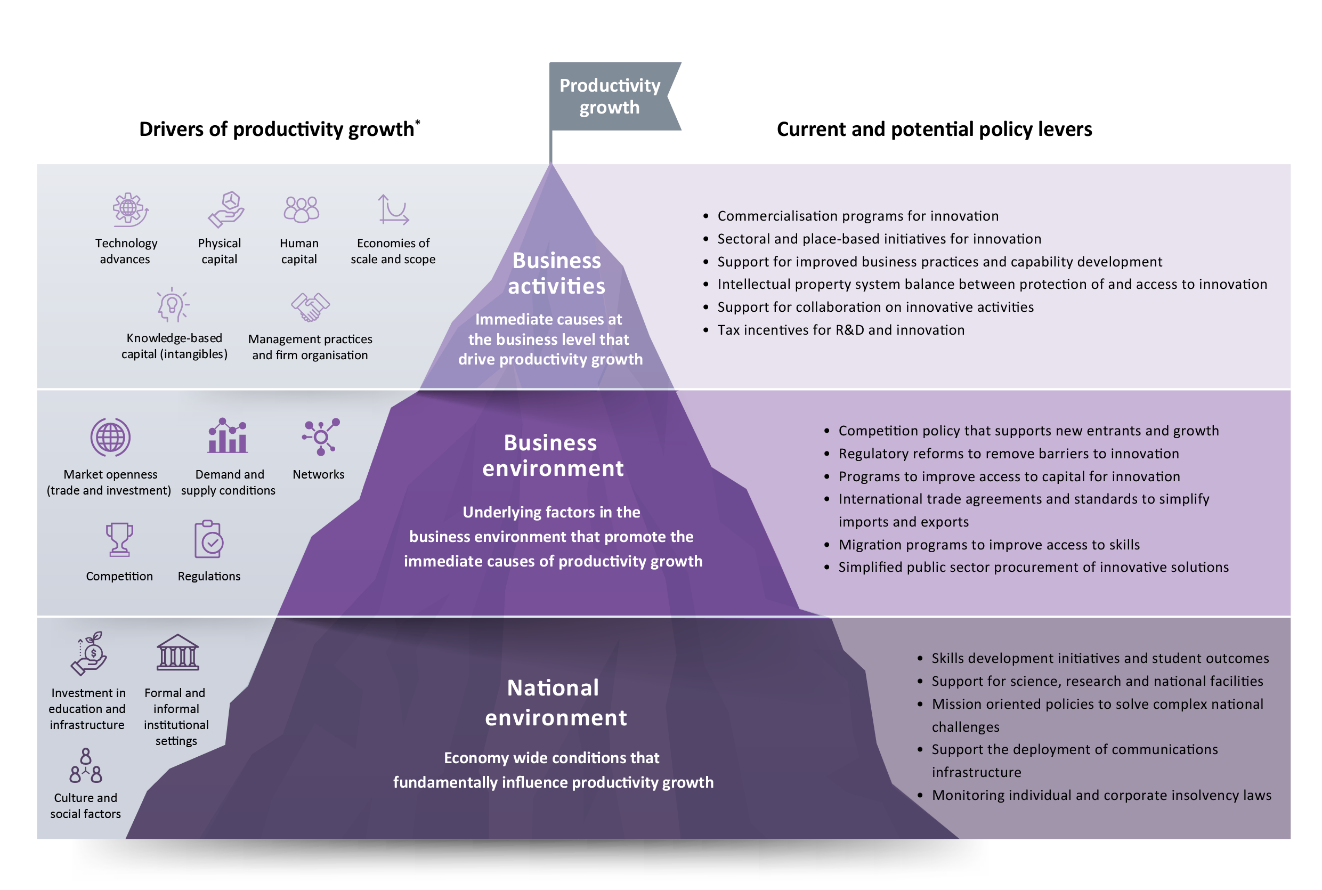 Productivity
growth
Drivers of productivity growth*
Current and potential policy levers
Technology
advances
Physical
capital
Human
capital
Economies of
scale and scope
Knowledge-based
capital (intangibles)
Management practices
and firm organisation
Business
activities
Immediate causes at
the business level that
drive productivity growth
• Commercialisation programs for innovation
• Sectoral and place-based initiatives for innovation
• Support for improved business practices and capability development
• Intellectual property system balance between protection of and access to innovation
• Support for collaboration on innovative activities
• Tax incentives for R&D and innovation
Market openness
(trade and investment)
Demand and
supply conditions
Networks
Competition
Regulations
Business
environment
Underlying factors in the
business environment that promote the
immediate causes of productivity growth
• Competition policy that supports new entrants and growth
• Regulatory reforms to remove barriers to innovation
• Programs to improve access to capital for innovation
• International trade agreements and standards to simplify
imports and exports
• Migration programs to improve access to skills
• Simplified public sector procurement of innovative solutions
$
Investment in
education and
infrastructure
Formal and
informal
institutional
settings
Culture and
social factors
National
environment
Economy wide conditions that
fundamentally influence productivity growth
• Skills development initiatives and student outcomes
• Support for science, research and national facilities
• Mission oriented policies to solve complex national
challenges
• Support the deployment of communications
infrastructure
• Monitoring individual and corporate insolvency laws